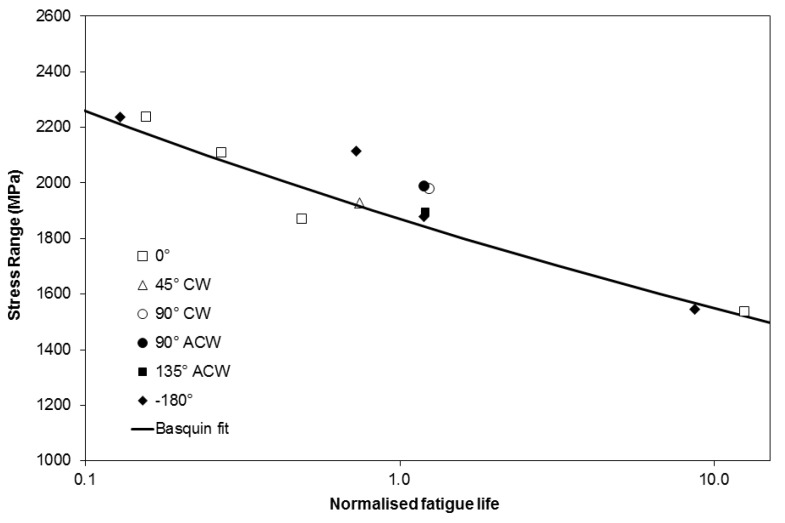 2600
2400
2200
2000
1800
1600
1400
1200
1000
Stress Range (MPa)
0°
45° CW
90° CW
90° ACW
135° ACW
-180°
Basquin fit
0.1 1.0 10.0
Normalised fatigue life